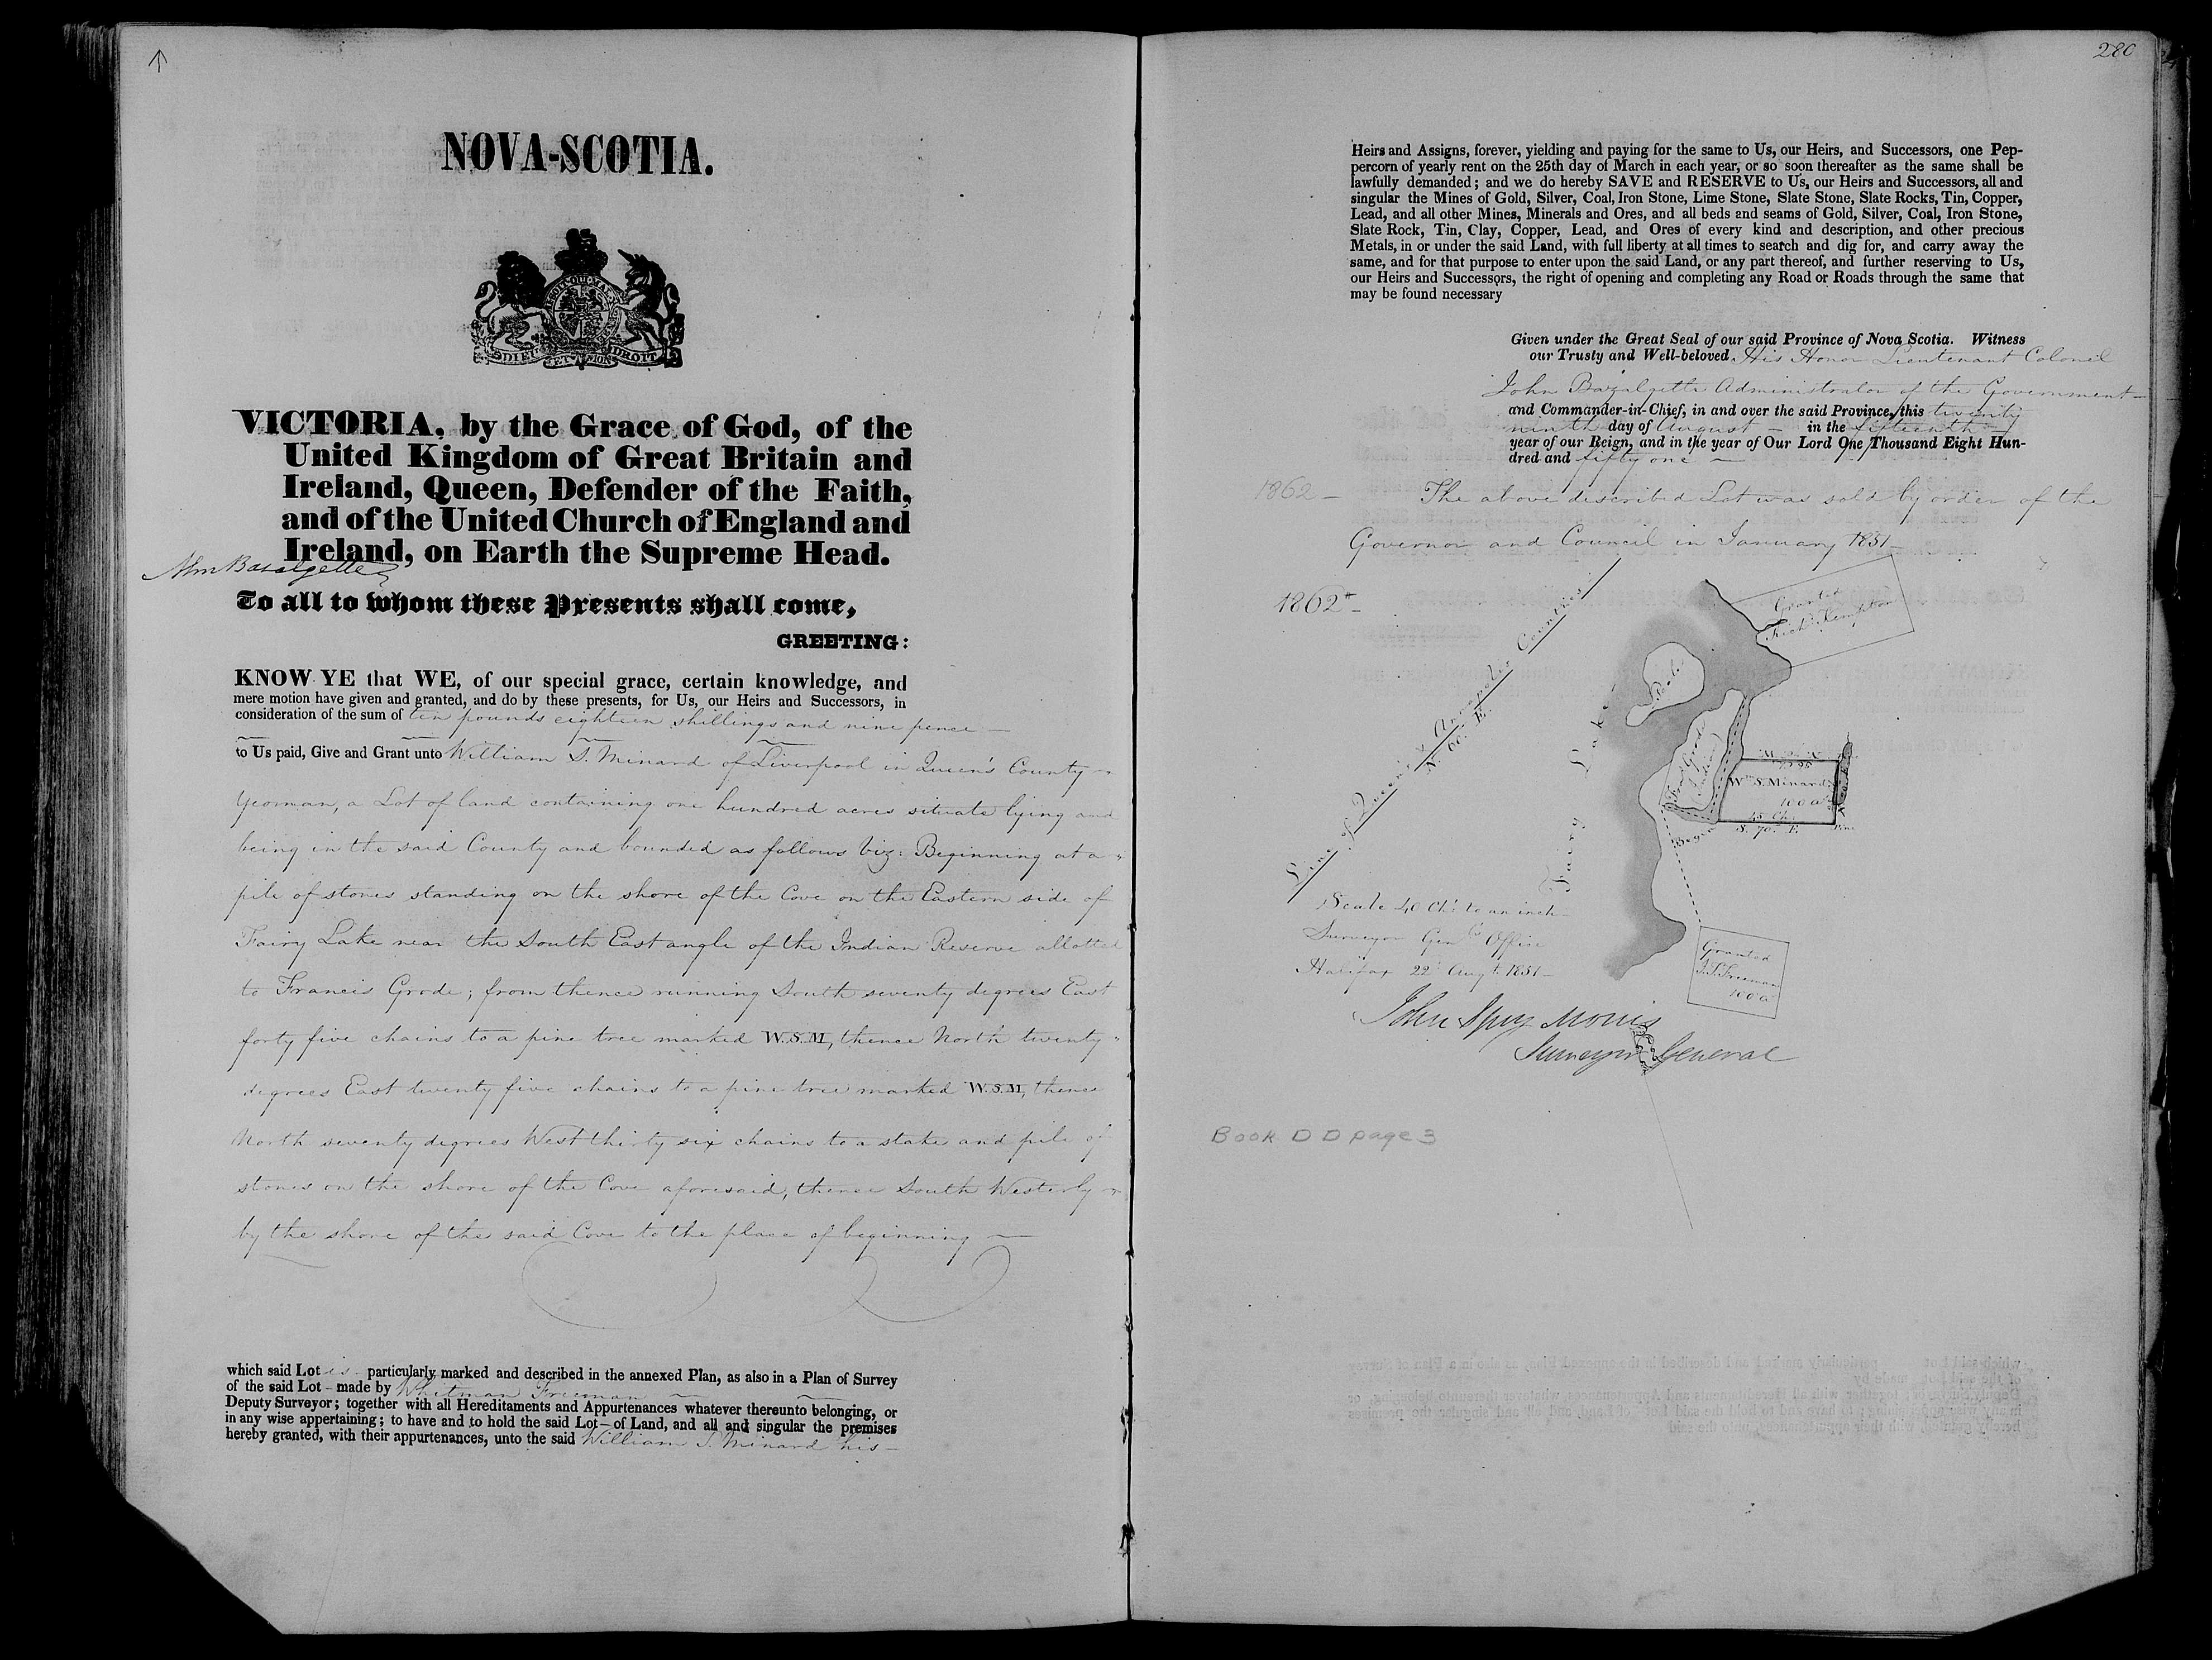 NOVA-SCOTIA.
DIEU ET MON DROIT
VICTORIA, by the Grace of God, of the
United Kingdom of Great Britain and
Ireland, Queen, Defender of the Faith,
and of the United Church of England and
Ireland, on Earth the Supreme Head.
Bazalgette
To all to whom these Presents shall come,
GREETING:
KNOW YE that WE, of our special grace, certain knowledge, and
mere motion have given and granted, and do by these presents, for Us, our Heirs and Successors, in
consideration of the sum of ten pounds eighteen shillings and nine pence —
to Us paid, Give and Grant unto William S. Minard of Liverpool in Queen's County
Yeoman, a Lot of land containing one hundred acres situate lying and
being in the said County and bounded as follows Viz: Beginning at a
pile of stones standing on the shore of the Cove on the Eastern side of
Fairy Lake near the South East angle of the Indian Reserve allotted
to Francis Grode; from thence running South seventy degrees East
forty five chains to a pine tree marked W.S.M, thence North twenty
degrees East twenty five chains to a pine tree marked W.S.M, thence
North seventy degrees West thirty six chains to a stake and pile of
stones on the shore of the Cove aforesaid, thence South Westerly
by the shore of the said Cove to the place of beginning —
which said Lot is particularly marked and described in the annexed Plan, as also in a Plan of Survey
of the said Lot – made by Whitman Freeman
Deputy Surveyor; together with all Hereditaments and Appurtenances whatever thereunto belonging, or
in any wise appertaining; to have and to hold the said Lot – of Land, and all and singular the premises
hereby granted, with their appurtenances, unto the said William S. Minard his –
280
Heirs and Assigns, forever, yielding and paying for the same to Us, our Heirs, and Successors, one Pep-
percorn of yearly rent on the 25th day of March in each year, or so soon thereafter as the same shall be
lawfully demanded; and we do hereby SAVE and RESERVE to Us, our Heirs and Successors, all and
singular the Mines of Gold, Silver, Coal, Iron Stone, Lime Stone, Slate Stone, Slate Rocks, Tin, Copper,
Lead, and all other Mines, Minerals and Ores, and all beds and seams of Gold, Silver, Coal, Iron Stone,
Slate Rock, Tin, Clay, Copper, Lead, and Ores of every kind and description, and other precious
Metals, in or under the said Land, with full liberty at all times to search and dig for, and carry away the
same, and for that purpose to enter upon the said Land, or any part thereof, and further reserving to Us,
our Heirs and Successors, the right of opening and completing any Road or Roads through the same that
may be found necessary
Given under the Great Seal of our said Province of Nova Scotia. Witness
our Trusty and Well-beloved His Honor Lieutenant Colonel
John Bazalgette Administrator of the Government
and Commander-in-Chief, in and over the said Province, this twenty
ninth day of August – in the fifteenth
year of our Reign, and in the year of Our Lord One Thousand Eight Hun-
dred and fifty one —
1862 – The above described Lot was sold by order of the
Governor and Council in January 1851
1862
Line of Queens & Annapolis Counties
N. 60 E.
Granted
Kempton
Fairy Lake
Indian
Wm S. Minard
100 a
45 Ch
S. 70 E.
Pine
Begin
Granted
Freeman
100 a
Scale 40 Chs to an inch
Surveyor Genls Office
Halifax 22 Augt. 1851
John Spry Morris
Surveyor General
Book D D page 3